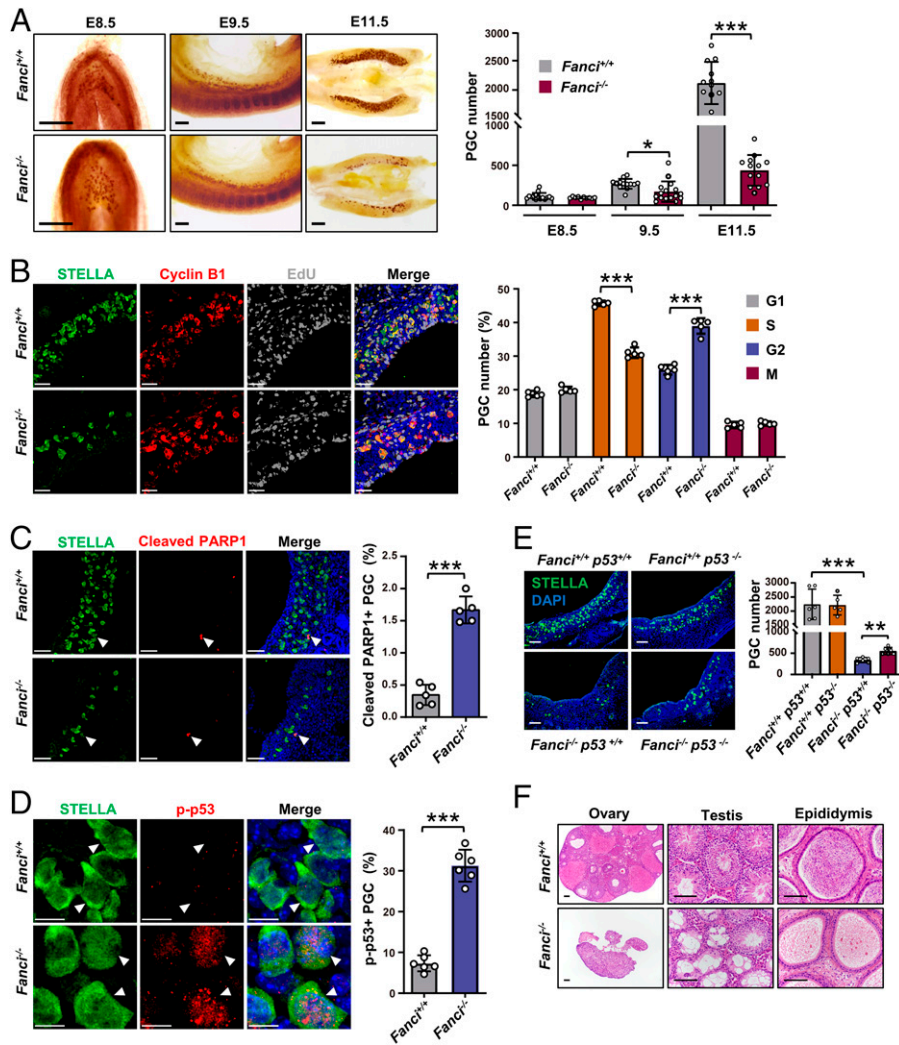 A
E8.5 E9.5 E11.5
Fanci+/+
Fanci-/-
PGC number
3000
2500
2000
1500
1000
500
0
Fanci+/+
Fanci-/-
*
***
E8.5 9.5 E11.5
B
STELLA Cyclin B1 EdU Merge
Fanci+/+
Fanci-/-
PGC number (%)
50
40
30
20
10
0
***
***
G1
S
G2
M
Fanci+/+ Fanci-/- Fanci+/+ Fanci-/- Fanci+/+ Fanci-/- Fanci+/+ Fanci-/-
C
STELLA Cleaved PARP1 Merge
Fanci+/+
Fanci-/-
Cleaved PARP1+ PGC (%)
2.0
1.5
1.0
0.5
0.0
***
Fanci+/+ Fanci-/-
D
STELLA p-p53 Merge
Fanci+/+
Fanci-/-
p-p53+ PGC (%)
40
30
20
10
0
***
Fanci+/+ Fanci-/-
E
Fanci+/+ p53+/+ Fanci+/+ p53 -/-
STELLA
DAPI
Fanci-/- p53 +/+ Fanci-/- p53 -/-
PGC number
3000
2500
2000
1500
1000
500
0
***
**
Fanci+/+ p53+/+
Fanci+/+ p53-/-
Fanci-/- p53+/+
Fanci-/- p53-/-
F
Ovary Testis Epididymis
Fanci+/+
Fanci-/-